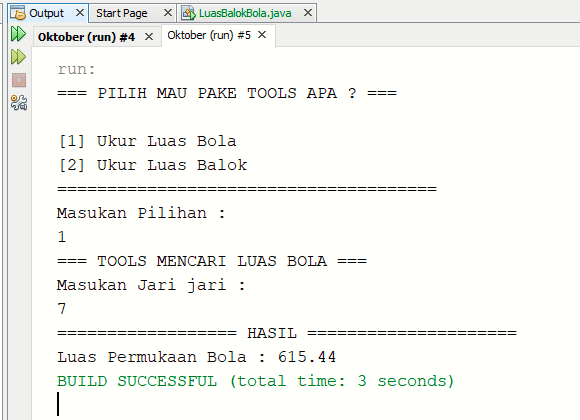 Output Start Page LuasBalokBola.java
Oktober (run) #4 Oktober (run) #5
run:
=== PILIH MAU PAKE TOOLS APA ? ===
[1] Ukur Luas Bola
[2] Ukur Luas Balok
======================================
Masukan Pilihan :
1
=== TOOLS MENCARI LUAS BOLA ===
Masukan Jari jari :
7
================== HASIL =====================
Luas Permukaan Bola : 615.44
BUILD SUCCESSFUL (total time: 3 seconds)